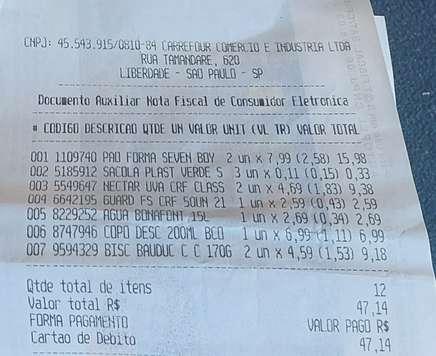 CNPJ: 45.543.915/0810-84 CARREFOUR COMERCIO E INDUSTRIA LTDA
RUA TAMANDARE, 620
LIBERDADE - SAO PAULO - SP
Documento Auxiliar Nota Fiscal de Consumidor Eletronica
# CODIGO DESCRICAO QTDE UN VALOR UNIT (VL TR) VALOR TOTAL
001 1109740 PAO FORMA SEVEN BOY 2 un x 7,99 (2,58) 15,98
002 5185912 SACOLA PLAST VERDE S 3 un x 0,11 (0,15) 0,33
003 5549647 NECTAR UVA CRF CLASS 2 un x 4,69 (1,83) 9,38
004 6642195 GUARD FS CRF SOUN 21 1 un x 2,59 (0,43) 2,59
005 8229252 AGUA BONAFONT 15L 1 un x 2,69 (0,34) 2,69
006 8747946 COPO DESC 200ML BCO 1 un x 6,99 (1,11) 6,99
007 9594329 BISC BAUDUC C C 170G 2 un x 4,59 (1,53) 9,18
Qtde total de itens 12
Valor total R$ 47,14
FORMA PAGAMENTO VALOR PAGO R$
Cartao de Debito 47,14